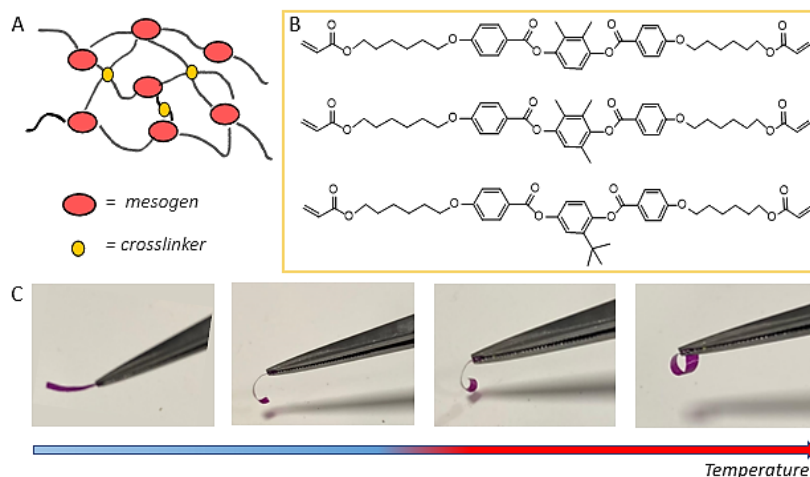 A
B
= mesogen
= crosslinker
C
Temperature